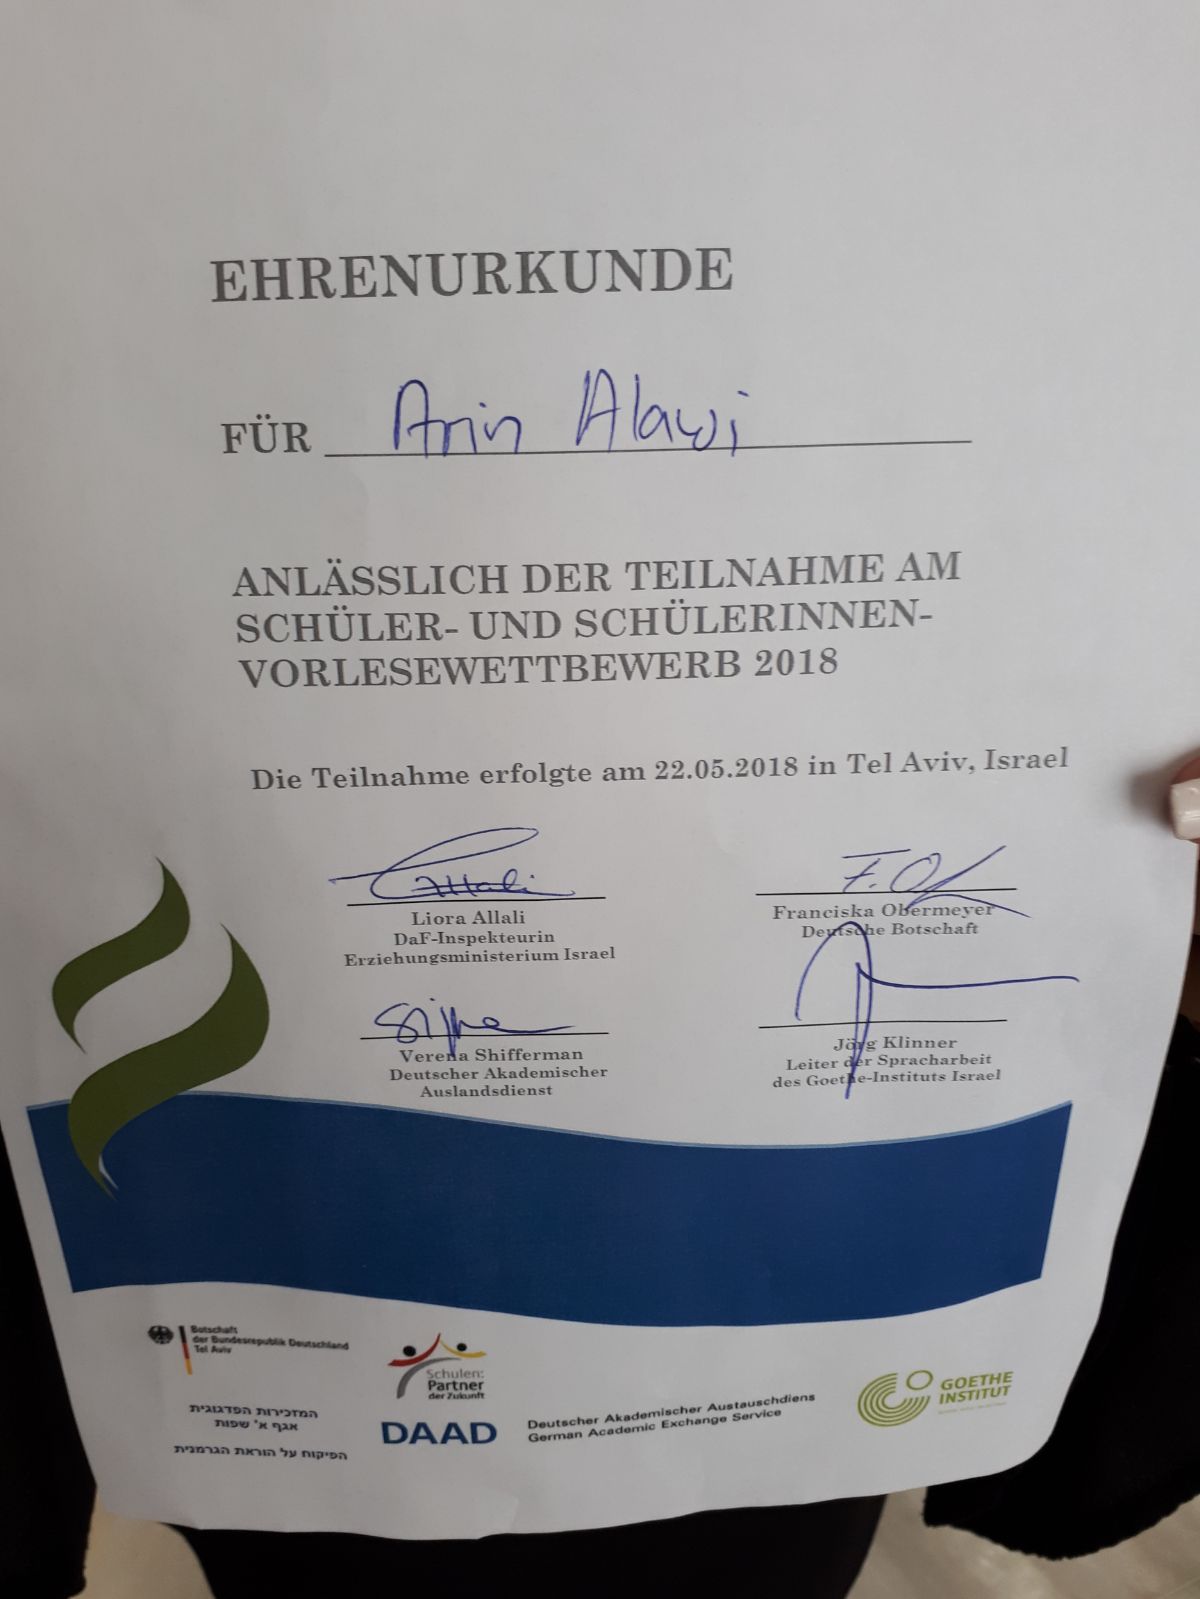 EHRENURKUNDE
FÜR Arin Alawi
ANLÄSSLICH DER TEILNAHME AM
SCHÜLER- UND SCHÜLERINNEN-
VORLESEWETTBEWERB 2018
Die Teilnahme erfolgte am 22.05.2018 in Tel Aviv, Israel
Liora Allali
DaF-Inspekteurin
Erziehungsministerium Israel
F.O
Franciska Obermeyer
Deutsche Botschaft
Verena Shifferman
Deutscher Akademischer
Auslandsdienst
Jörg Klinner
Leiter der Spracharbeit
des Goethe-Instituts Israel
Botschaft
der Bundesrepublik Deutschland
Tel Aviv
המזכירות הפדגוגית
אגף א' שפות
הפיקוח על הוראת הגרמנית
Schulen:
Partner
der Zukunft
DAAD
Deutscher Akademischer Austauschdienst
German Academic Exchange Service
GOETHE
INSTITUT